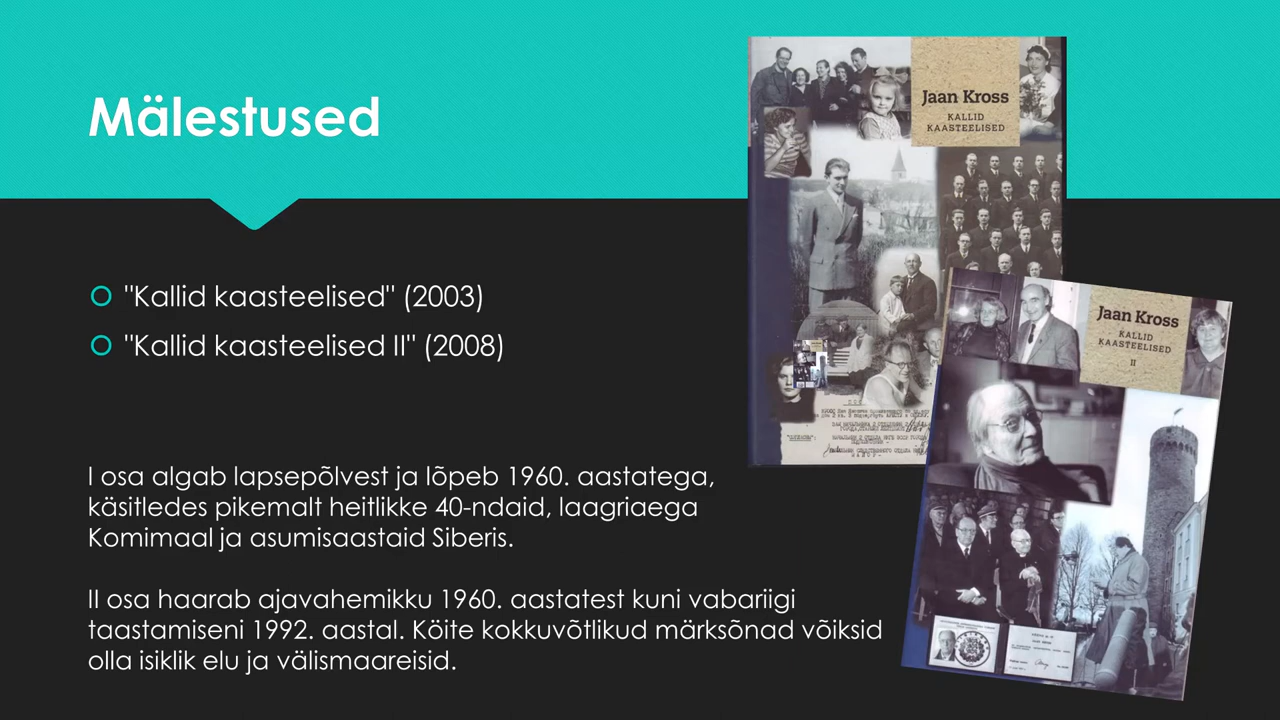 Mälestused
"Kallid kaasteelised" (2003)
"Kallid kaasteelised II" (2008)
I osa algab lapsepõlvest ja lõpeb 1960. aastatega,
käsitledes pikemalt heitlikke 40-ndaid, laagriaega
Komimaal ja asumisaastaid Siberis.
II osa haarab ajavahemikku 1960. aastatest kuni vabariigi
taastamiseni 1992. aastal. Köite kokkuvõtlikud märksõnad võiksid
olla isiklik elu ja välismaareisid.
Jaan Kross
KALLID
KAASTEELISED
Jaan Kross
KALLID
KAASTEELISED
II